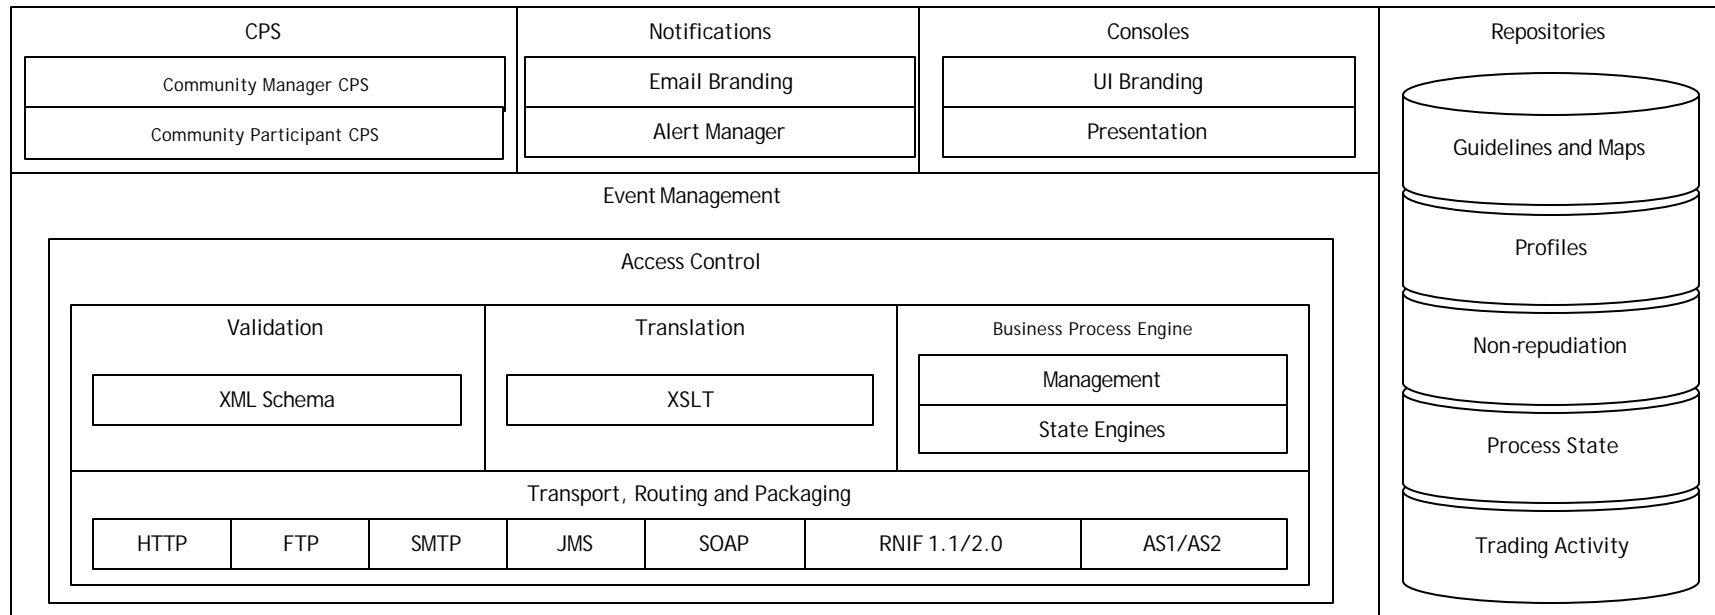 CPS
Community Manager CPS
Community Participant CPS
Notifications
Email Branding
Alert Manager
Consoles
UI Branding
Presentation
Event Management
Access Control
Validation
XML Schema
Translation
XSLT
Business Process Engine
Management
State Engines
Transport, Routing and Packaging
HTTP
FTP
SMTP
JMS
SOAP
RNIF 1.1/2.0
AS1/AS2
Repositories
Guidelines and Maps
Profiles
Non-repudiation
Process State
Trading Activity